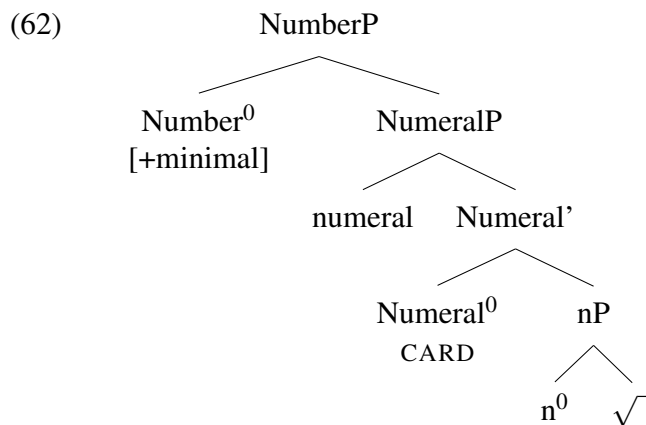 (62) NumberP
Number⁰ NumeralP
[+minimal]
numeral Numeral’
Numeral⁰ nP
CARD
n⁰ √